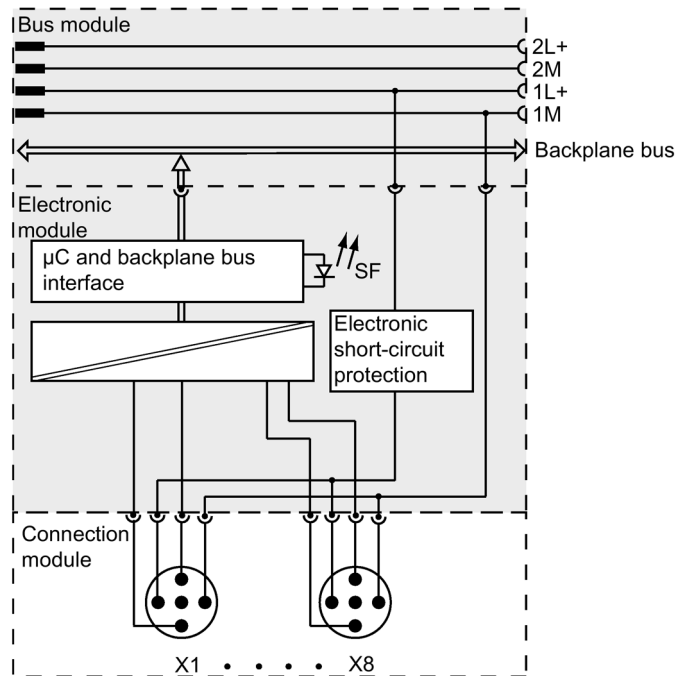 Bus module
2L+
2M
1L+
1M
Backplane bus
Electronic
module
µC and backplane bus
interface
SF
Electronic
short-circuit
protection
Connection
module
X1 • • • • X8